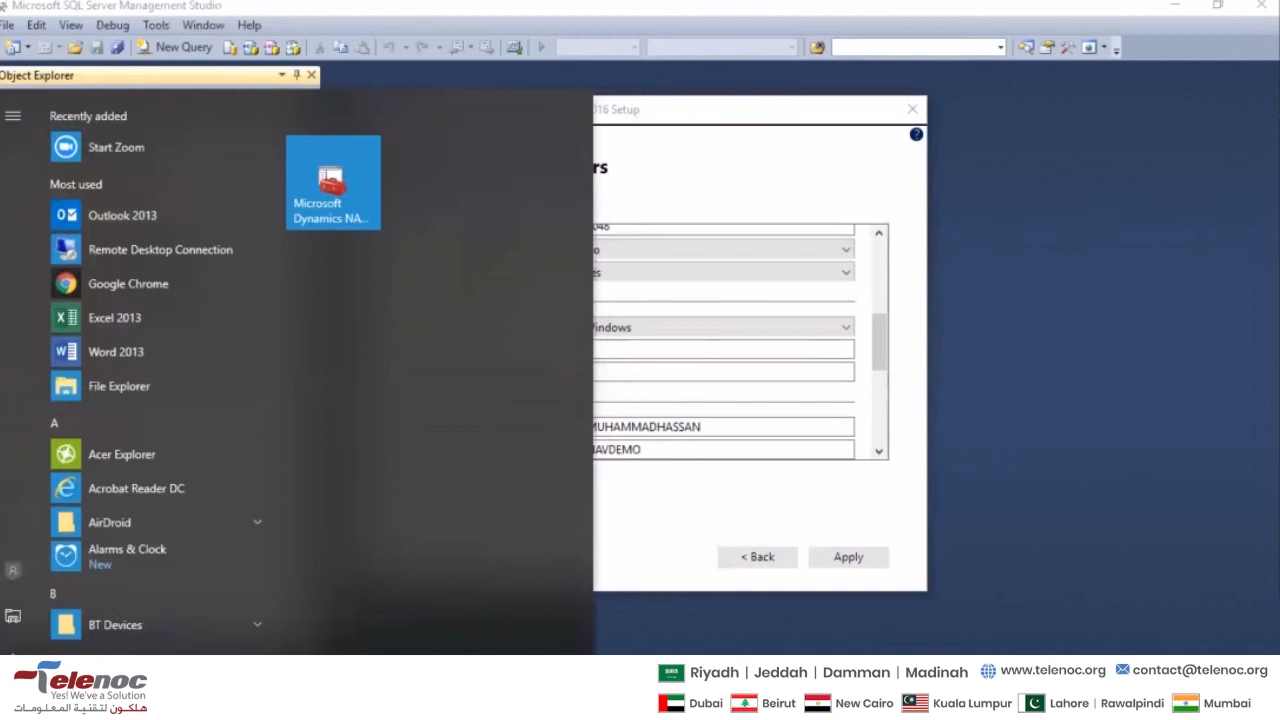 Microsoft SQL Server Management Studio
File Edit View Debug Tools Window Help
New Query
Object Explorer
Recently added
Start Zoom
Most used
Outlook 2013
Remote Desktop Connection
Google Chrome
Excel 2013
Word 2013
File Explorer
A
Acer Explorer
Acrobat Reader DC
AirDroid
Alarms & Clock
New
B
BT Devices
Microsoft
Dynamics NA...
016 Setup
rs
048
o
es
Windows
MUHAMMADHASSAN
NAVDEMO
< Back Apply
Telenoc
Yes! We've a Solution
هلكون لتقنية المعلومات
Riyadh | Jeddah | Damman | Madinah www.telenoc.org contact@telenoc.org
Dubai Beirut New Cairo Kuala Lumpur Lahore | Rawalpindi Mumbai